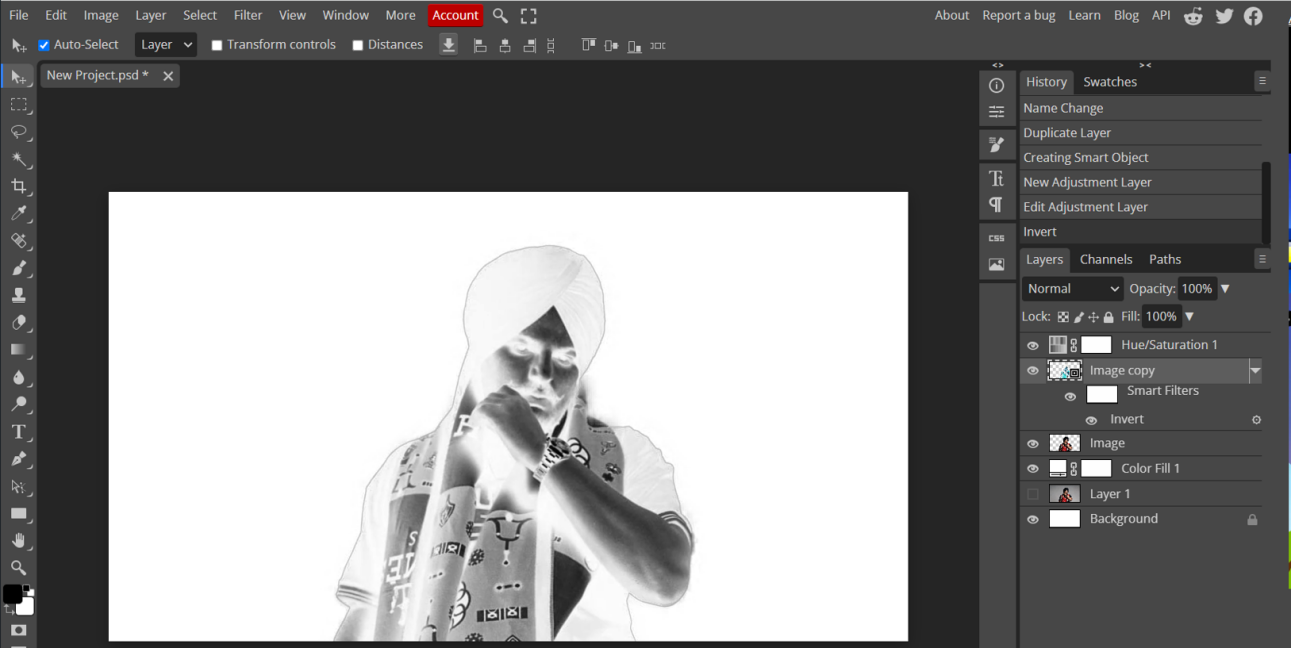 File Edit Image Layer Select Filter View Window More Account About Report a bug Learn Blog API
Auto-Select Layer Transform controls Distances
New Project.psd *
History Swatches
Name Change
Duplicate Layer
Creating Smart Object
New Adjustment Layer
Edit Adjustment Layer
Invert
CSS
Layers Channels Paths
Normal Opacity: 100%
Lock: Fill: 100%
Hue/Saturation 1
Image copy
Smart Filters
Invert
Image
Color Fill 1
Layer 1
Background